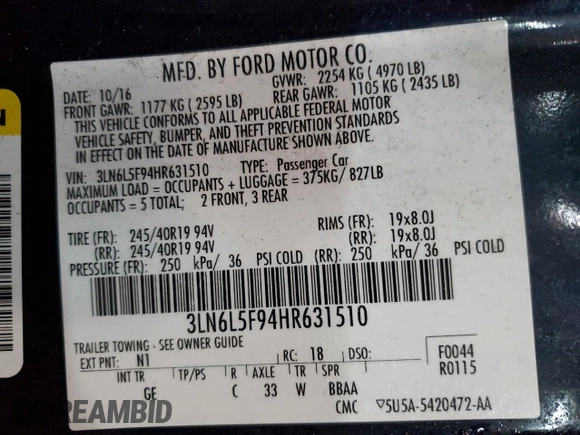 MFD. BY FORD MOTOR CO.
DATE: 10/16 GVWR: 2254 KG ( 4970 LB)
FRONT GAWR: 1177 KG ( 2595 LB) REAR GAWR: 1105 KG ( 2435 LB)
THIS VEHICLE CONFORMS TO ALL APPLICABLE FEDERAL MOTOR
VEHICLE SAFETY, BUMPER, AND THEFT PREVENTION STANDARDS
IN EFFECT ON THE DATE OF MANUFACTURE SHOWN ABOVE.
VIN: 3LN6L5F94HR631510 TYPE: Passenger Car
MAXIMUM LOAD = OCCUPANTS + LUGGAGE = 375KG/ 827LB
OCCUPANTS = 5 TOTAL; 2 FRONT, 3 REAR
TIRE (FR): 245/40R19 94V RIMS (FR): 19x8.0J
(RR): 245/40R19 94V (RR): 19x8.0J
PRESSURE (FR): 250 kPa/ 36 PSI COLD (RR): 250 kPa/ 36 PSI COLD
3LN6L5F94HR631510
TRAILER TOWING - SEE OWNER GUIDE
EXT PNT: N1 RC: 18 DSO: F0044
R0115
INT TR TP/PS R AXLE TR SPR
GE C 33 W BBAA
CMC ▽5U5A-5420472-AA